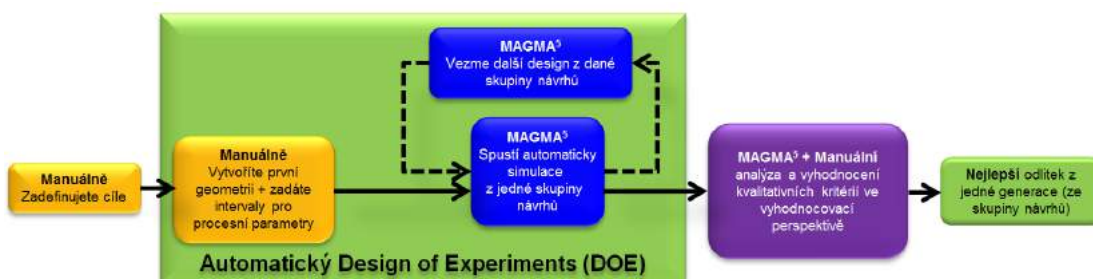 Manuálně
Zadefinujete cíle
Manuálně
Vytvoříte první
geometrii + zadáte
intervaly pro
procesní parametry
MAGMA⁵
Vezme další design z dané
skupiny návrhů
MAGMA⁵
Spustí automaticky
simulace
z jedné skupiny
návrhů
Automatický Design of Experiments (DOE)
MAGMA⁵ + Manuální
analýza a vyhodnocení
kvalitativních kritérií ve
vyhodnocovací
perspektivě
Nejlepší odlitek z
jedné generace (ze
skupiny návrhů)